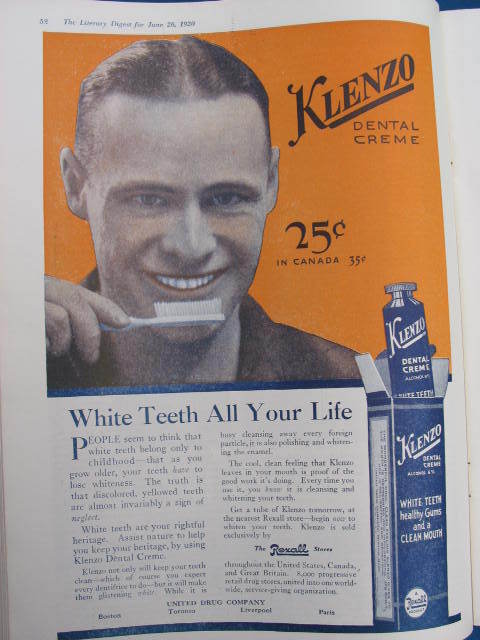 52 The Literary Digest for June 26, 1920
KLENZO
DENTAL
CREME
25¢
IN CANADA 35¢
KLENZO
DENTAL
CREME
ALCOHOL 6%
WHITE TEETH
KLENZO
DENTAL
CREME
ALCOHOL 6%
WHITE TEETH
healthy Gums
and a
CLEAN MOUTH
A
Rexall
White Teeth All Your Life
PEOPLE seem to think that
white teeth belong only to
childhood—that as you
grow older, your teeth have to
lose whiteness. The truth is
that discolored, yellowed teeth
are almost invariably a sign of
neglect.
White teeth are your rightful
heritage. Assist nature to help
you keep your heritage, by using
Klenzo Dental Creme.
Klenzo not only will keep your teeth
clean—which of course you expect
every dentifrice to do—but it will make
them glistening white. While it is
busy cleansing away every foreign
particle, it is also polishing and whiten-
ing the enamel.
The cool, clean feeling that Klenzo
leaves in your mouth is proof of the
good work it's doing. Every time you
use it, you know it is cleansing and
whitening your teeth.
Get a tube of Klenzo tomorrow, at
the nearest Rexall store—begin now to
whiten your teeth. Klenzo is sold
exclusively by
The Rexall Stores
throughout the United States, Canada,
and Great Britain. 8,000 progressive
retail drug stores, united into one world-
wide, service-giving organization.
UNITED DRUG COMPANY
Boston Toronto Liverpool Paris